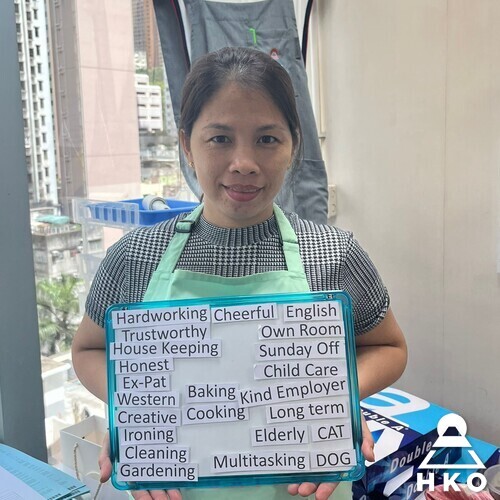 Hardworking Cheerful English
Trustworthy Own Room
House Keeping Sunday Off
Honest Child Care
Ex-Pat
Western Baking Kind Employer
Creative Cooking Long term
Ironing Elderly CAT
Cleaning
Gardening Multitasking DOG
Double A
Double
HKO